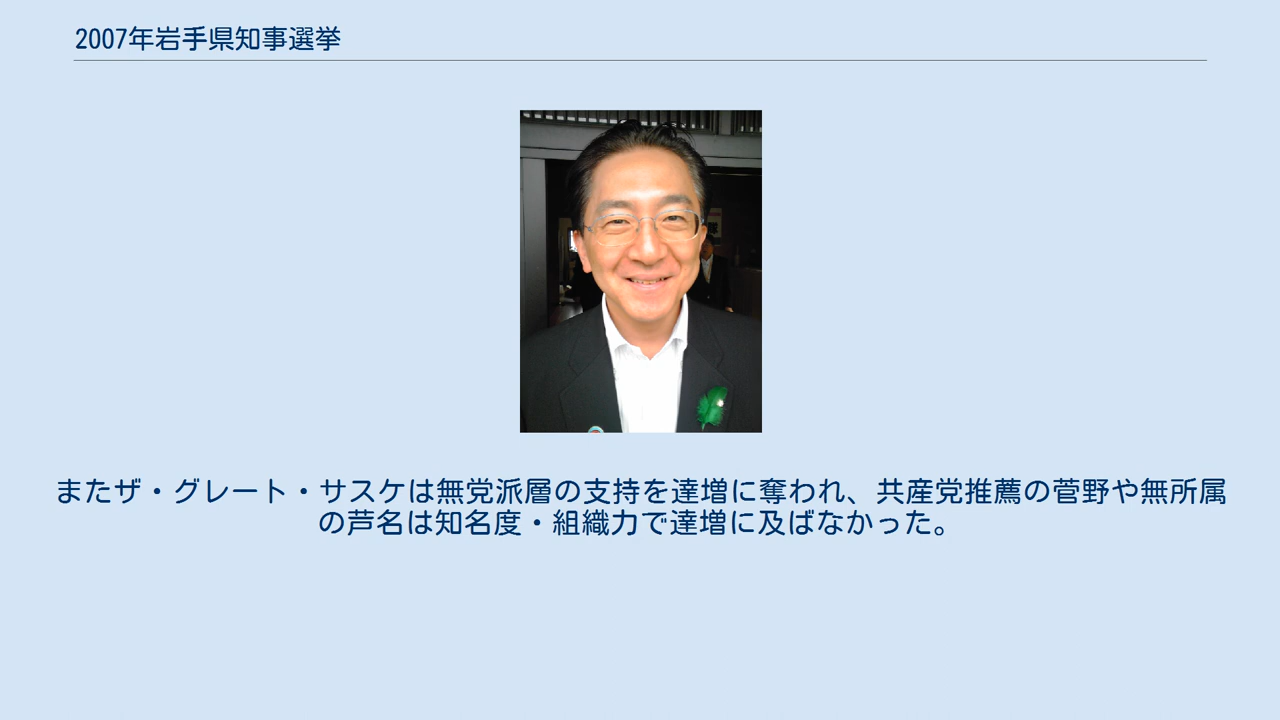 2007年岩手県知事選挙
またザ・グレート・サスケは無党派層の支持を達増に奪われ、共産党推薦の菅野や無所属
の芦名は知名度・組織力で達増に及ばなかった。